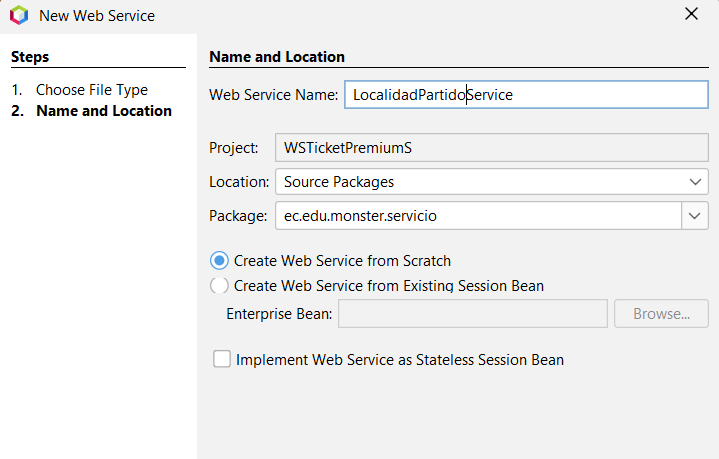 New Web Service
Steps
1. Choose File Type
2. Name and Location
Name and Location
Web Service Name: LocalidadPartidoService
Project: WSTicketPremiumS
Location: Source Packages
Package: ec.edu.monster.servicio
Create Web Service from Scratch
Create Web Service from Existing Session Bean
Enterprise Bean: Browse...
Implement Web Service as Stateless Session Bean